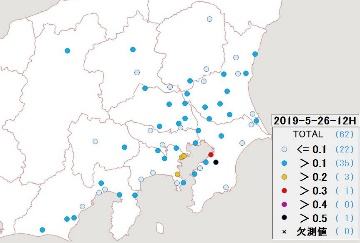 2019-5-26-12H
TOTAL (62)
<= 0.1 (22)
> 0.1 (35)
> 0.2 ( 3)
> 0.3 ( 1)
> 0.4 ( 0)
> 0.5 ( 1)
× 欠測値 ( 0)